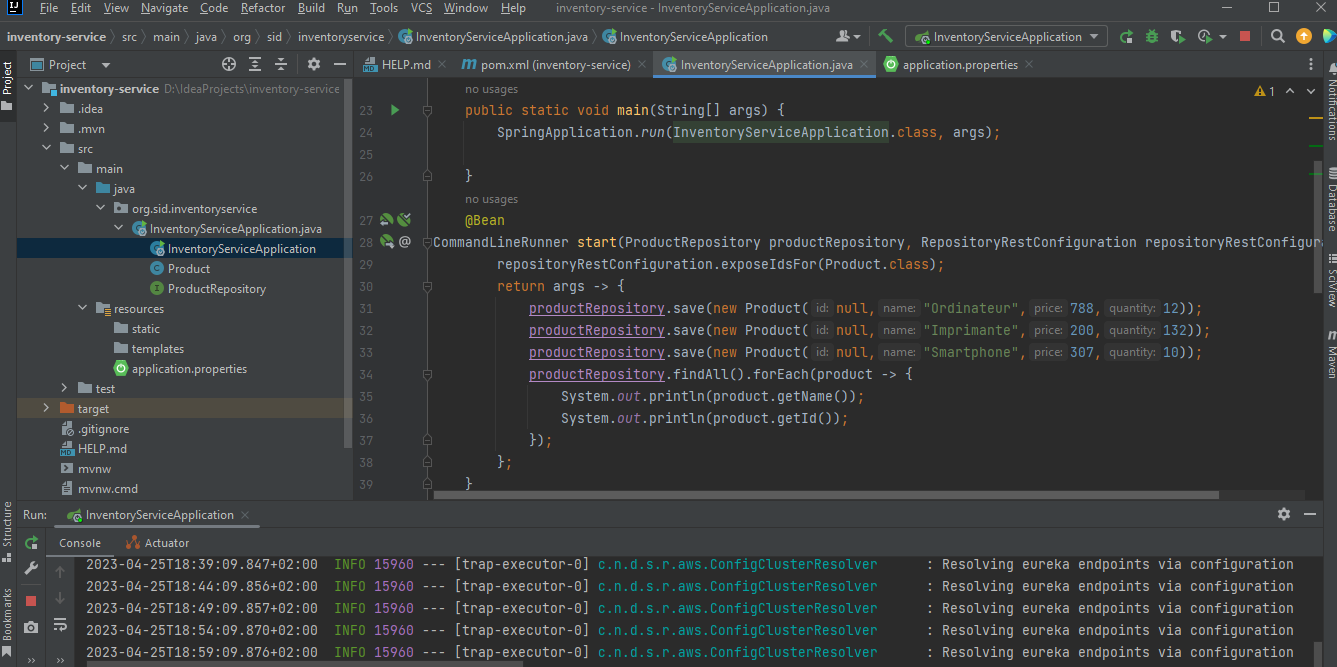 File Edit View Navigate Code Refactor Build Run Tools VCS Window Help inventory-service - InventoryServiceApplication.java
inventory-service src main java org sid inventoryservice InventoryServiceApplication.java InventoryServiceApplication InventoryServiceApplication
Project
Project
HELP.md
pom.xml (inventory-service)
InventoryServiceApplication.java
application.properties
inventory-service D:\IdeaProjects\inventory-service
.idea
.mvn
src
main
java
org.sid.inventoryservice
InventoryServiceApplication.java
InventoryServiceApplication
Product
ProductRepository
resources
static
templates
application.properties
test
target
.gitignore
HELP.md
mvnw
mvnw.cmd
1
no usages
23 public static void main(String[] args) {
24 SpringApplication.run(InventoryServiceApplication.class, args);
25
26 }
no usages
27 @Bean
28 CommandLineRunner start(ProductRepository productRepository, RepositoryRestConfiguration repositoryRestConfigu
29 repositoryRestConfiguration.exposeIdsFor(Product.class);
30 return args -> {
31 productRepository.save(new Product( id: null, name: "Ordinateur", price: 788, quantity: 12));
32 productRepository.save(new Product( id: null, name: "Imprimante", price: 200, quantity: 132));
33 productRepository.save(new Product( id: null, name: "Smartphone", price: 307, quantity: 10));
34 productRepository.findAll().forEach(product -> {
35 System.out.println(product.getName());
36 System.out.println(product.getId());
37 });
38 };
39 }
Notifications
Database
SciView
Maven
Structure
Bookmarks
Run: InventoryServiceApplication
Console Actuator
2023-04-25T18:39:09.847+02:00 INFO 15960 --- [trap-executor-0] c.n.d.s.r.aws.ConfigClusterResolver : Resolving eureka endpoints via configuration
2023-04-25T18:44:09.856+02:00 INFO 15960 --- [trap-executor-0] c.n.d.s.r.aws.ConfigClusterResolver : Resolving eureka endpoints via configuration
2023-04-25T18:49:09.857+02:00 INFO 15960 --- [trap-executor-0] c.n.d.s.r.aws.ConfigClusterResolver : Resolving eureka endpoints via configuration
2023-04-25T18:54:09.870+02:00 INFO 15960 --- [trap-executor-0] c.n.d.s.r.aws.ConfigClusterResolver : Resolving eureka endpoints via configuration
2023-04-25T18:59:09.876+02:00 INFO 15960 --- [trap-executor-0] c.n.d.s.r.aws.ConfigClusterResolver : Resolving eureka endpoints via configuration